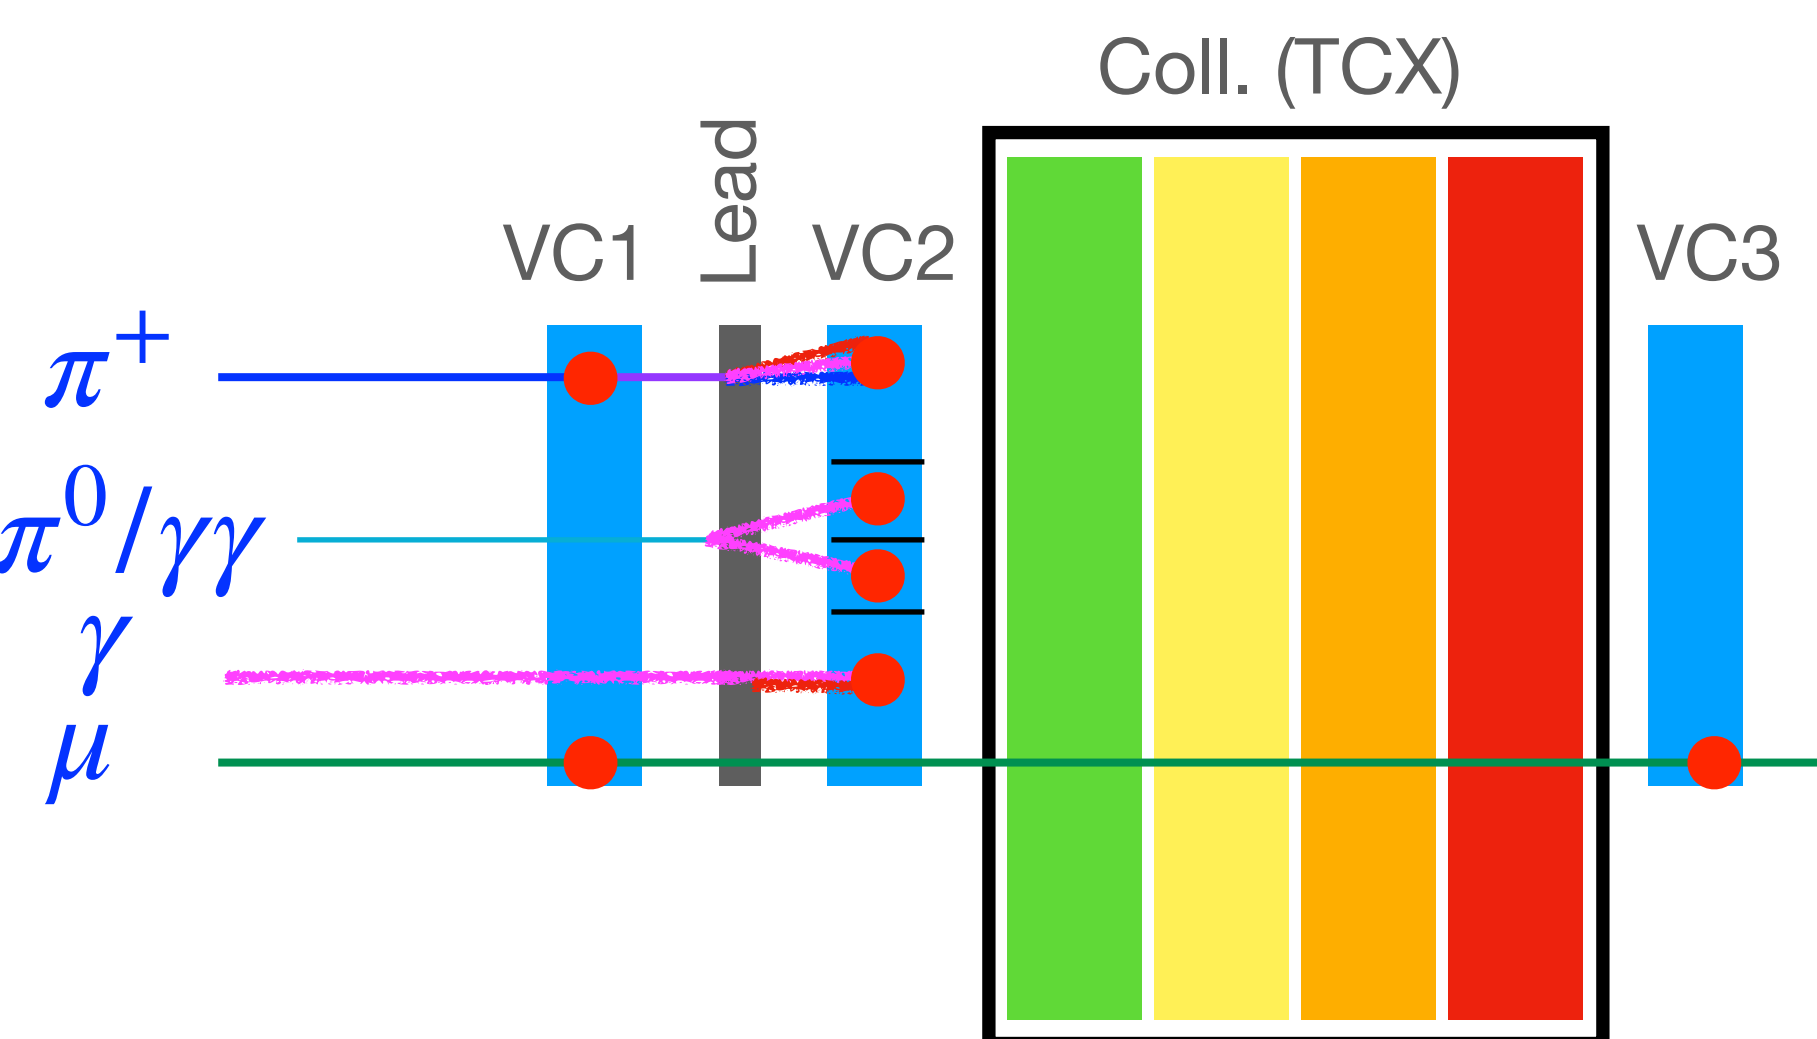 Coll. (TCX)
Lead
VC1
VC2
VC3
π⁺
π⁰/γγ
γ
μ